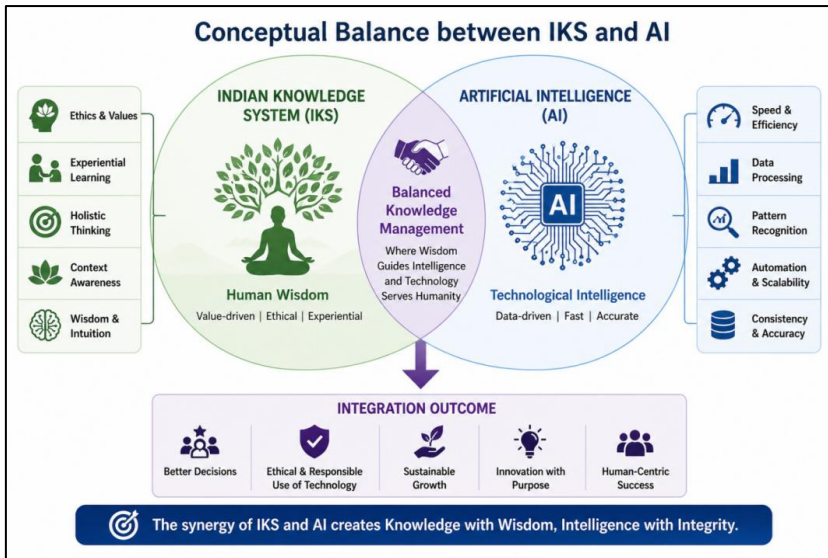 Conceptual Balance between IKS and AI
Ethics & Values
Experiential
Learning
Holistic
Thinking
Context
Awareness
Wisdom &
Intuition
INDIAN KNOWLEDGE
SYSTEM (IKS)
Human Wisdom
Value-driven | Ethical | Experiential
Balanced
Knowledge
Management
Where Wisdom
Guides Intelligence
and Technology
Serves Humanity
ARTIFICIAL INTELLIGENCE
(AI)
AI
Technological Intelligence
Data-driven | Fast | Accurate
Speed &
Efficiency
Data
Processing
Pattern
Recognition
Automation
& Scalability
Consistency
& Accuracy
INTEGRATION OUTCOME
Better Decisions
Ethical & Responsible
Use of Technology
Sustainable
Growth
Innovation with
Purpose
Human-Centric
Success
The synergy of IKS and AI creates Knowledge with Wisdom, Intelligence with Integrity.